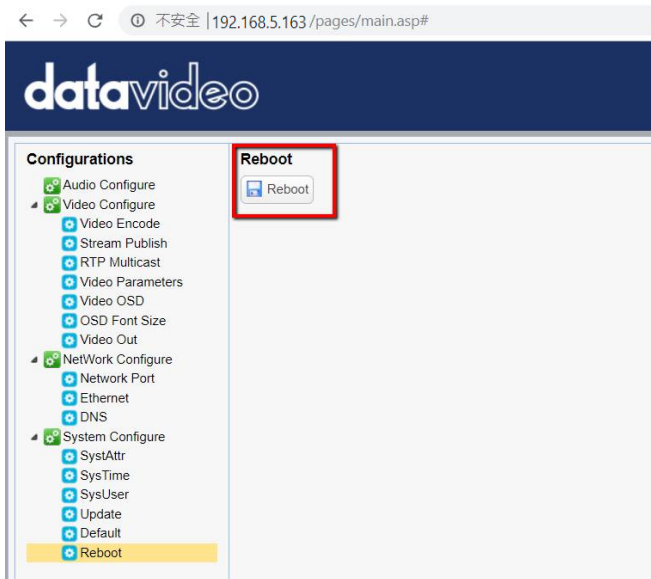 不安全 | 192.168.5.163/pages/main.asp#
datavideo
Configurations
Audio Configure
Video Configure
Video Encode
Stream Publish
RTP Multicast
Video Parameters
Video OSD
OSD Font Size
Video Out
NetWork Configure
Network Port
Ethernet
DNS
System Configure
SystAttr
SysTime
SysUser
Update
Default
Reboot
Reboot
Reboot